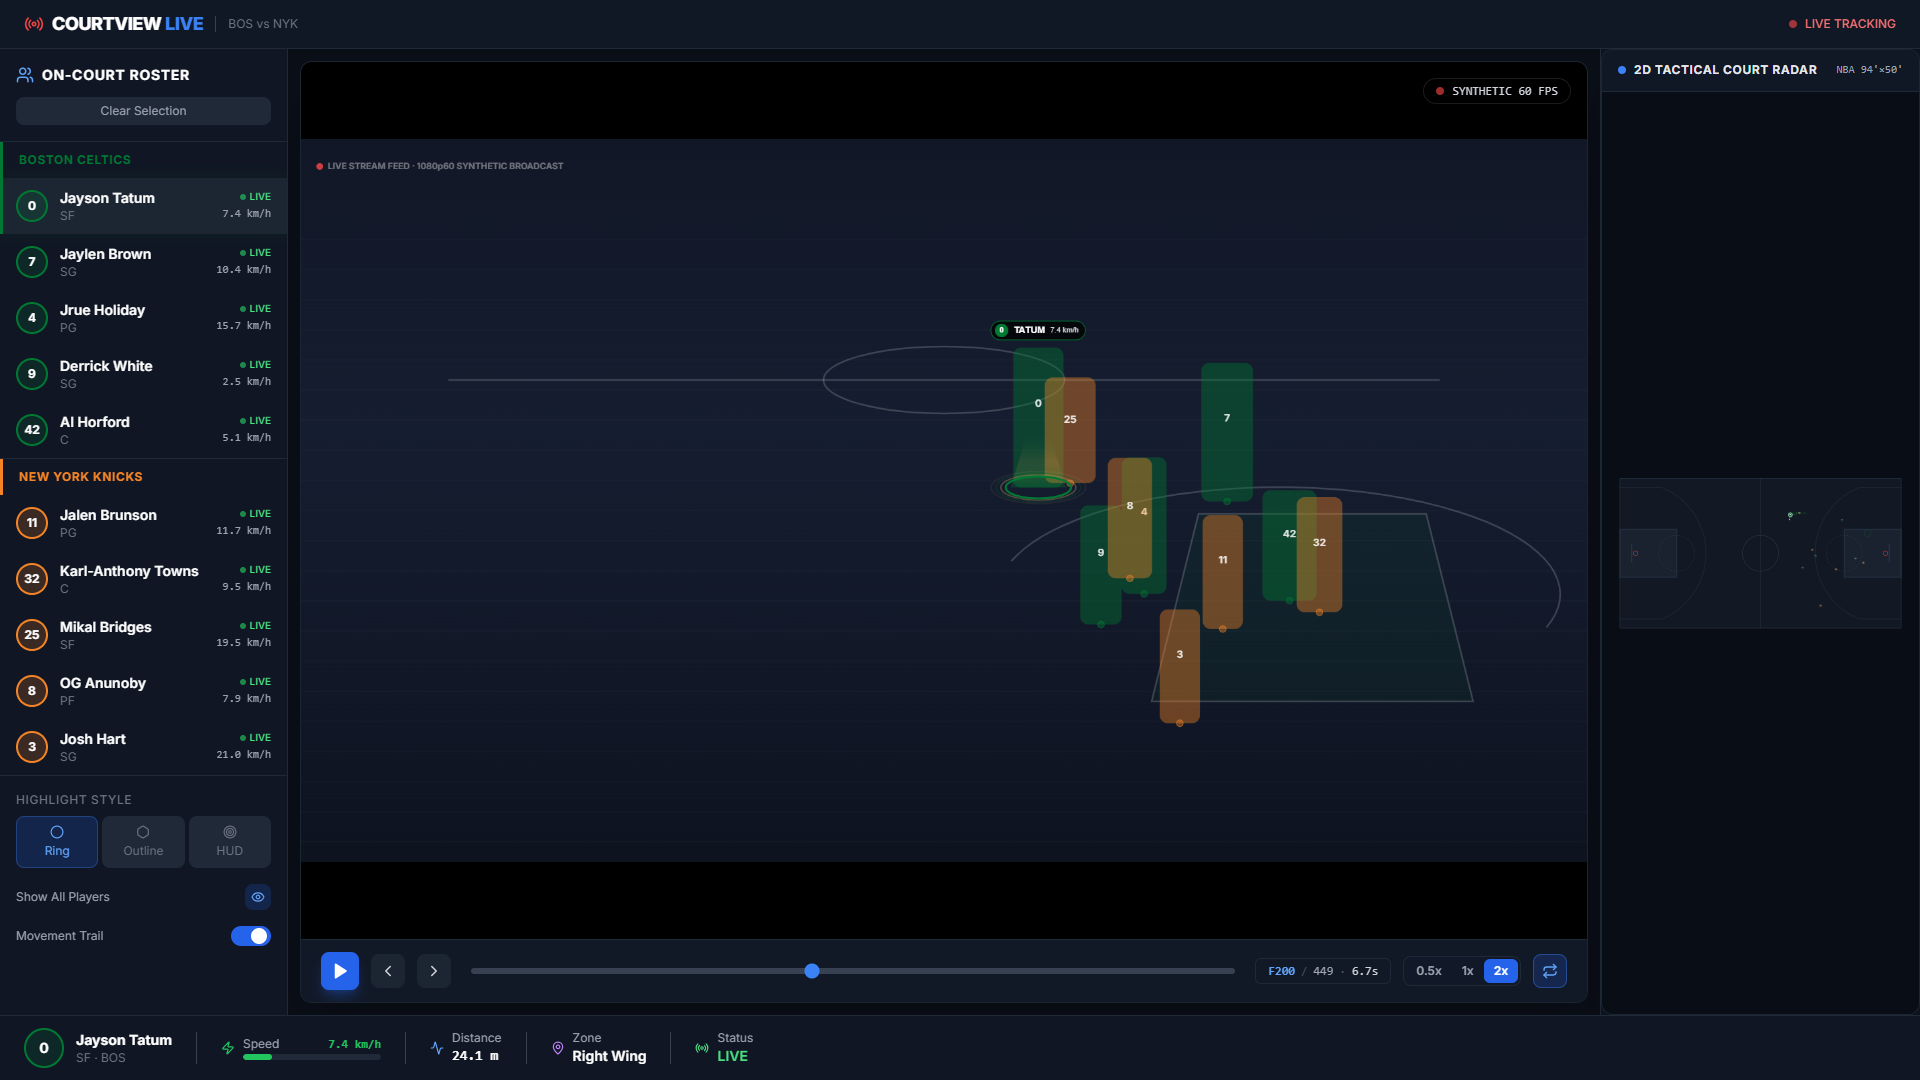 COURTVIEW LIVE
BOS vs NYK
LIVE TRACKING
ON-COURT ROSTER
Clear Selection
BOSTON CELTICS
0 Jayson Tatum LIVE
SF 7.4 km/h
7 Jaylen Brown LIVE
SG 10.4 km/h
4 Jrue Holiday LIVE
PG 15.7 km/h
9 Derrick White LIVE
SG 2.5 km/h
42 Al Horford LIVE
C 5.1 km/h
NEW YORK KNICKS
11 Jalen Brunson LIVE
PG 11.7 km/h
32 Karl-Anthony Towns LIVE
C 9.5 km/h
25 Mikal Bridges LIVE
SF 19.5 km/h
8 OG Anunoby LIVE
PF 7.9 km/h
3 Josh Hart LIVE
SG 21.0 km/h
HIGHLIGHT STYLE
Ring Outline HUD
Show All Players
Movement Trail
SYNTHETIC 60 FPS
LIVE STREAM FEED · 1080p60 SYNTHETIC BROADCAST
0 TATUM 7.4 km/h
0
25
7
8
4
9
42
32
11
3
F200 / 449 · 6.7s
0.5x 1x 2x
2D TACTICAL COURT RADAR NBA 94'×50'
0 Jayson Tatum
SF · BOS
Speed 7.4 km/h
Distance
24.1 m
Zone
Right Wing
Status
LIVE